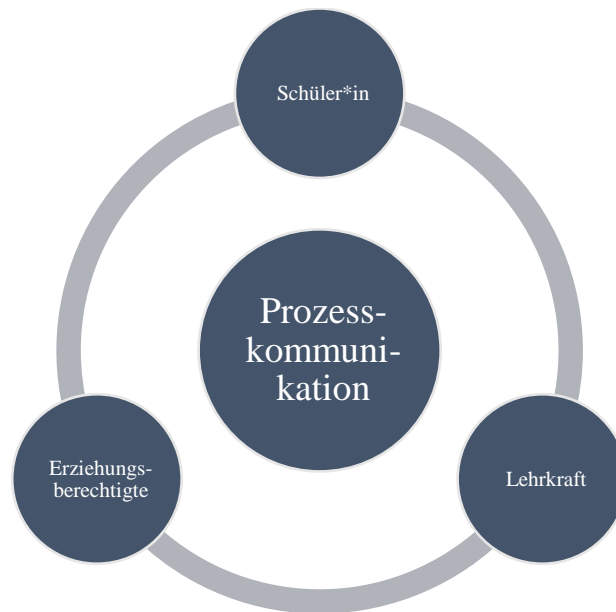 Schüler*in
Prozess-
kommuni-
kation
Erziehungs-
berechtigte
Lehrkraft